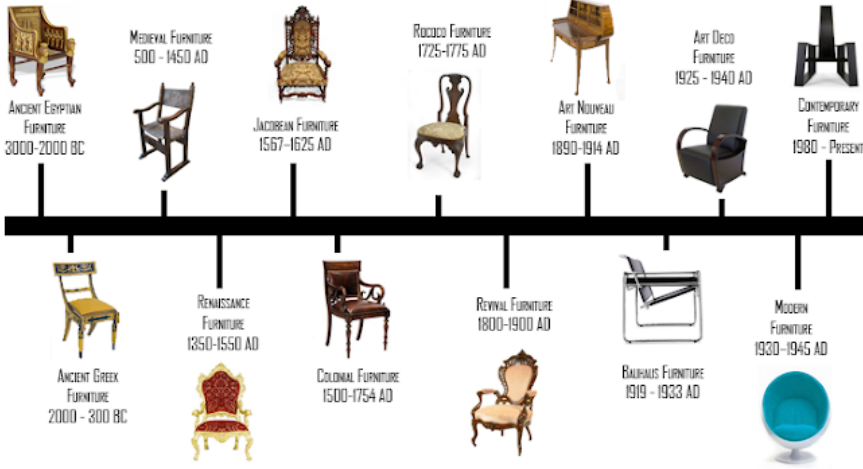 Medieval Furniture
500 - 1450 AD
Rococo Furniture
1725-1775 AD
Art Deco
Furniture
1925 - 1940 AD
Ancient Egyptian
Furniture
3000-2000 BC
Jacobean Furniture
1567-1625 AD
Art Nouveau
Furniture
1890-1914 AD
Contemporary
Furniture
1980 - Present
Ancient Greek
Furniture
2000 - 300 BC
Renaissance
Furniture
1350-1550 AD
Colonial Furniture
1500-1754 AD
Revival Furniture
1800-1900 AD
Bauhaus Furniture
1919 - 1933 AD
Modern
Furniture
1930-1945 AD